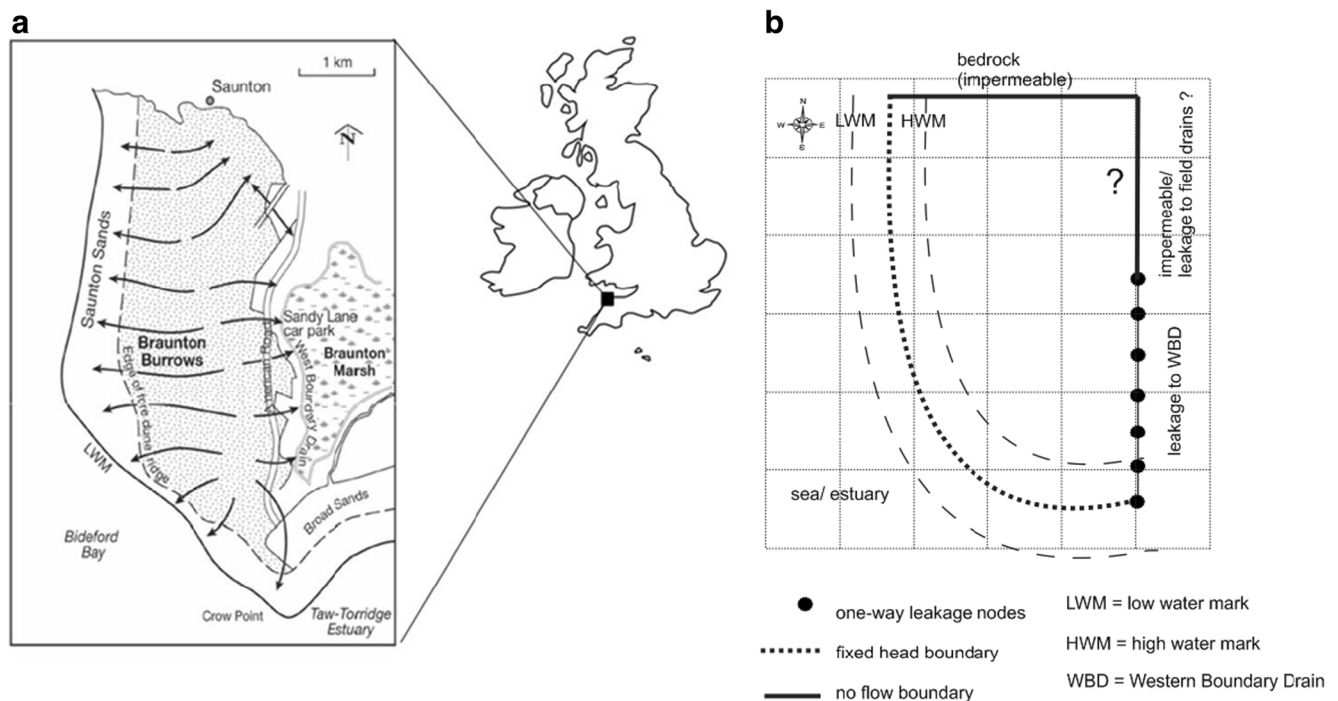 a
1 km
Saunton
N
Saunton Sands
Sandy Lane
car park
Braunton
Burrows
Braunton
Marsh
American Road
West Boundary Drain
Edge of fore dune
ridge
LWM
Broad Sands
Bideford
Bay
Crow Point
Taw-Torridge
Estuary
b
bedrock
(impermeable)
N
W
E
LWM
HWM
?
impermeable/
leakage to field drains ?
leakage to WBD
sea/ estuary
one-way leakage nodes
fixed head boundary
no flow boundary
LWM = low water mark
HWM = high water mark
WBD = Western Boundary Drain